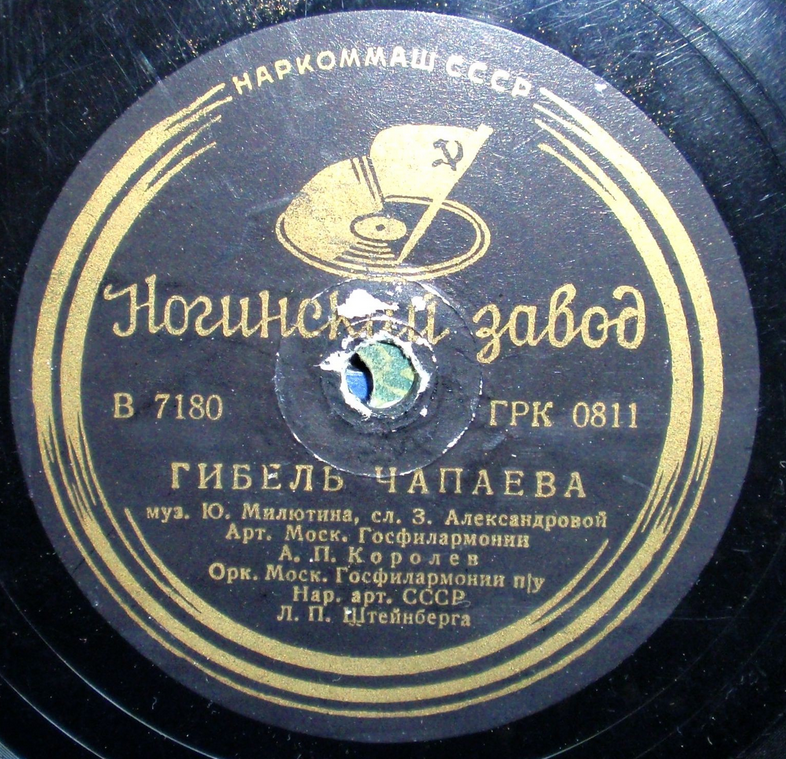 НАРКОММАШ СССР
Ногинский завод
В 7180
ГРК 0811
ГИБЕЛЬ ЧАПАЕВА
муз. Ю. Милютина, сл. З. Александровой
Арт. Моск. Госфилармонии
А. П. Королев
Орк. Моск. Госфилармонии п/у
Нар. арт. СССР
Л. П. Штейнберга